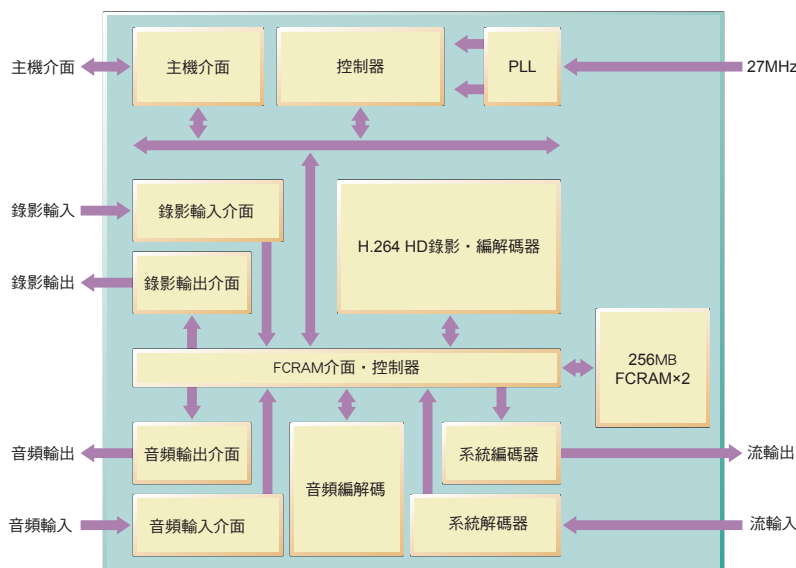 主機介面
主機介面
控制器
PLL
27MHz
錄影輸入
錄影輸入介面
H.264 HD錄影・編解碼器
錄影輸出
錄影輸出介面
FCRAM介面・控制器
256MB
FCRAM×2
音頻輸出
音頻輸出介面
音頻編解碼
系統編碼器
流輸出
音頻輸入
音頻輸入介面
系統解碼器
流輸入